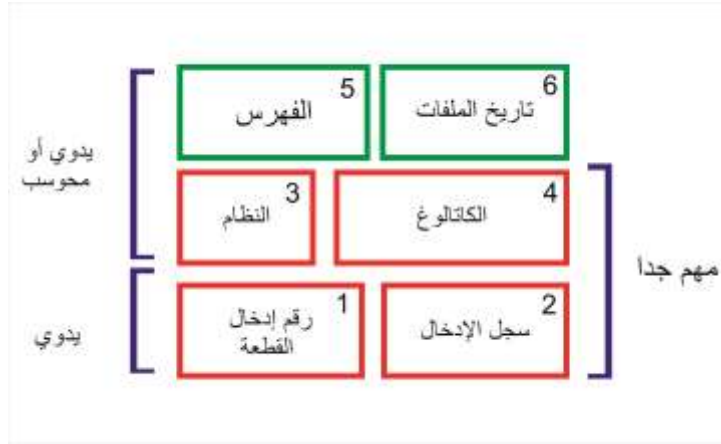 6
تاريخ الملفات
5
الفهرس
يدوي أو
محوسب
4
الكاتالوغ
3
النظام
مهم جداً
2
سجل الإدخال
1
رقم إدخال
القطعة
يدوي